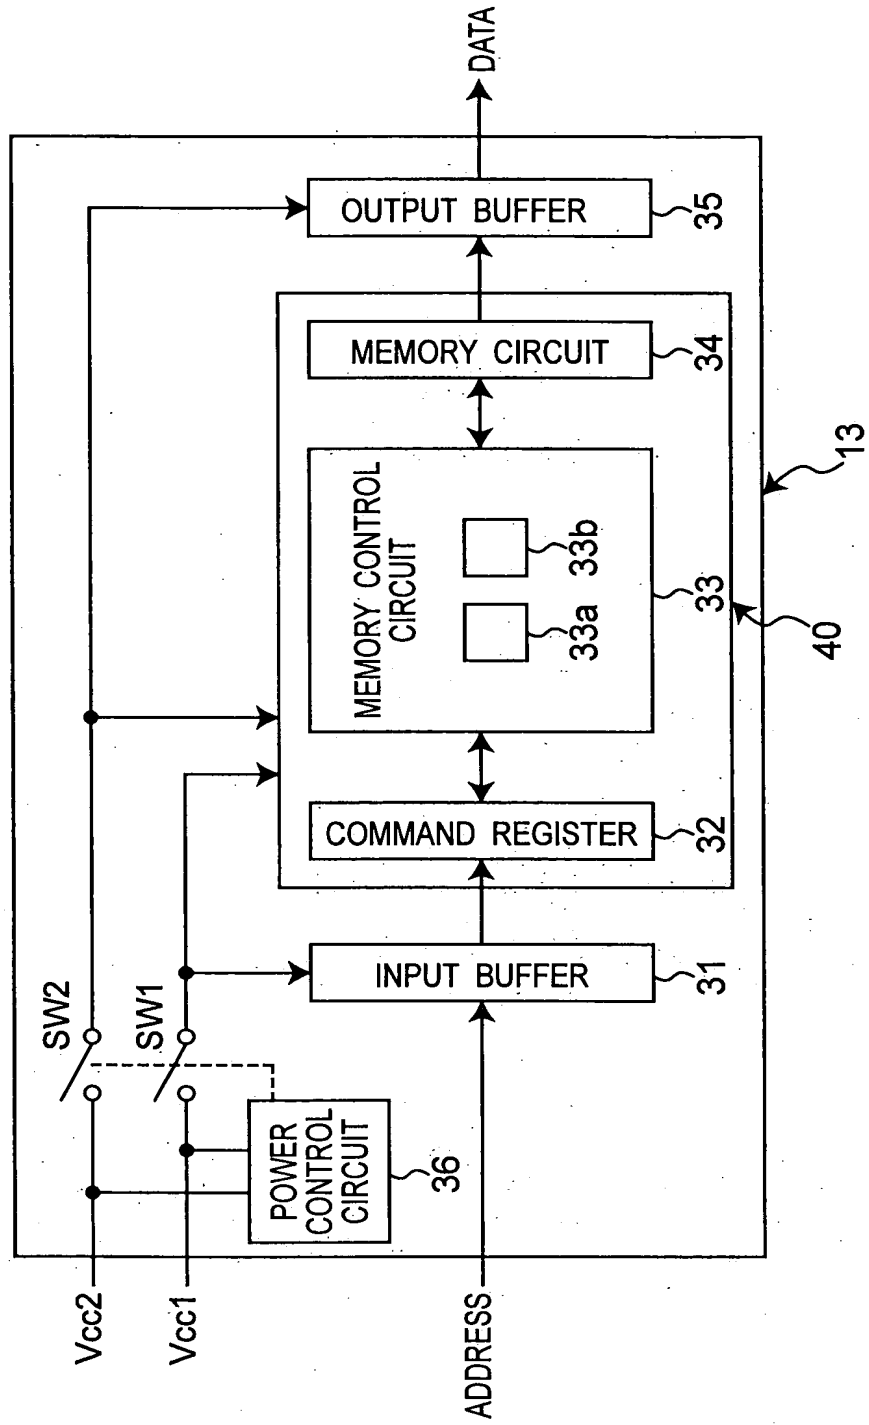 Vcc2
Vcc1
SW2
SW1
POWER
CONTROL
CIRCUIT
36
ADDRESS
INPUT BUFFER
31
COMMAND REGISTER
32
MEMORY CONTROL
CIRCUIT
33a
33b
33
MEMORY CIRCUIT
34
OUTPUT BUFFER
35
DATA
40
13